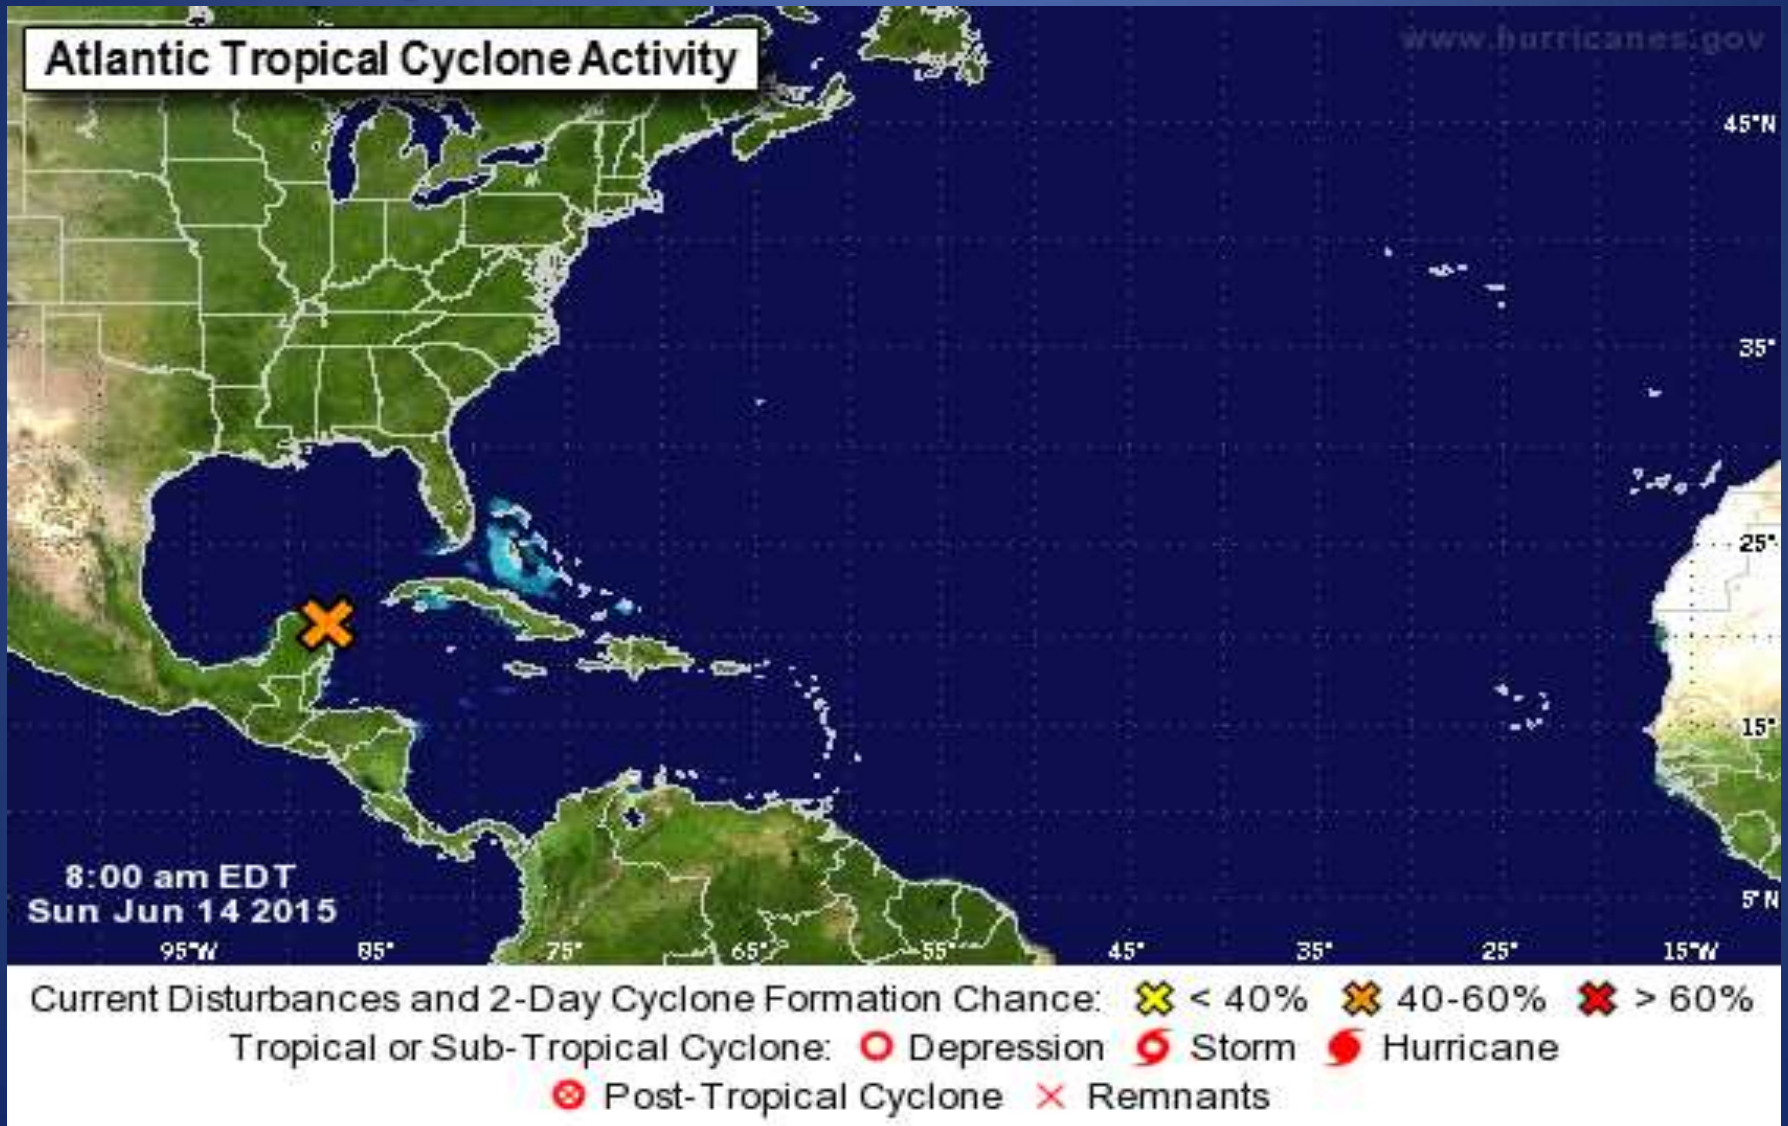 Atlantic Tropical Cyclone Activity
www.hurricanes.gov
45°N
35°
25°
15°
5°N
8:00 am EDT
Sun Jun 14 2015
95°W 85° 75° 65° 55° 45° 35° 25° 15°W
Current Disturbances and 2-Day Cyclone Formation Chance: < 40% 40-60% > 60%
Tropical or Sub-Tropical Cyclone: Depression Storm Hurricane
Post-Tropical Cyclone Remnants